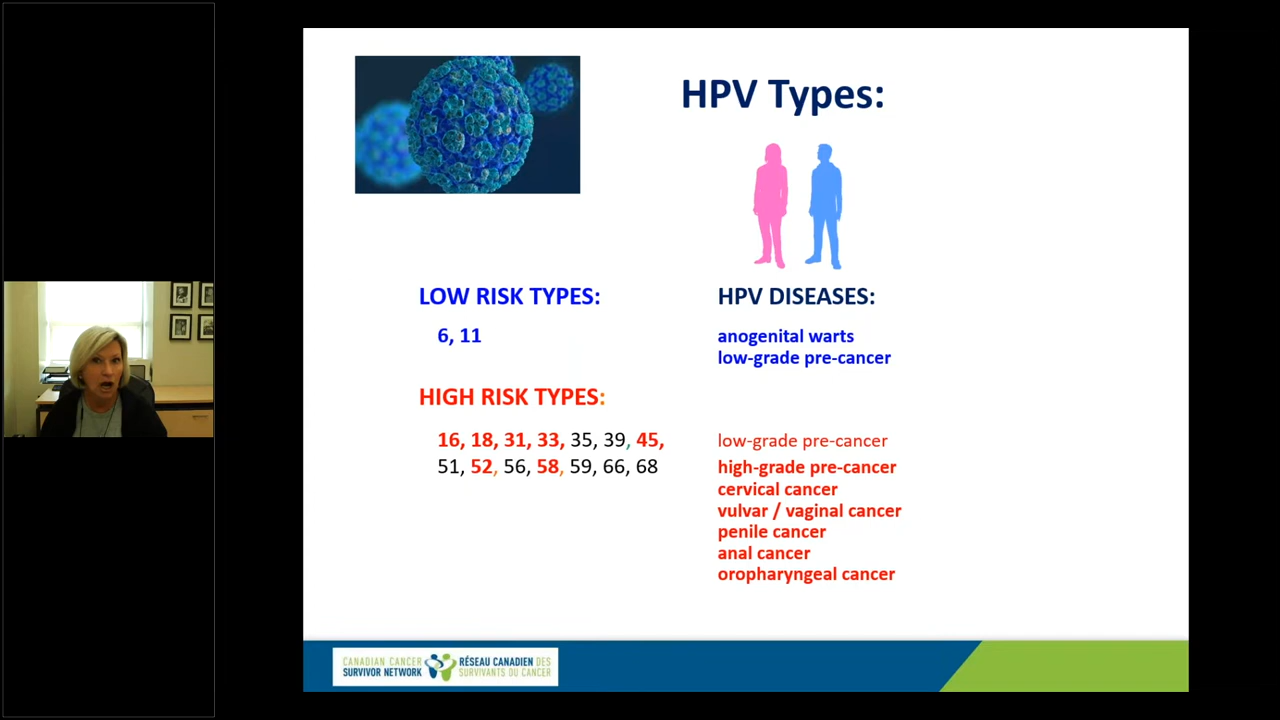 HPV Types:
LOW RISK TYPES:
6, 11
HPV DISEASES:
anogenital warts
low-grade pre-cancer
HIGH RISK TYPES:
16, 18, 31, 33, 35, 39, 45,
51, 52, 56, 58, 59, 66, 68
low-grade pre-cancer
high-grade pre-cancer
cervical cancer
vulvar / vaginal cancer
penile cancer
anal cancer
oropharyngeal cancer
CANADIAN CANCER
SURVIVOR NETWORK
RÉSEAU CANADIEN DES
SURVIVANTS DU CANCER